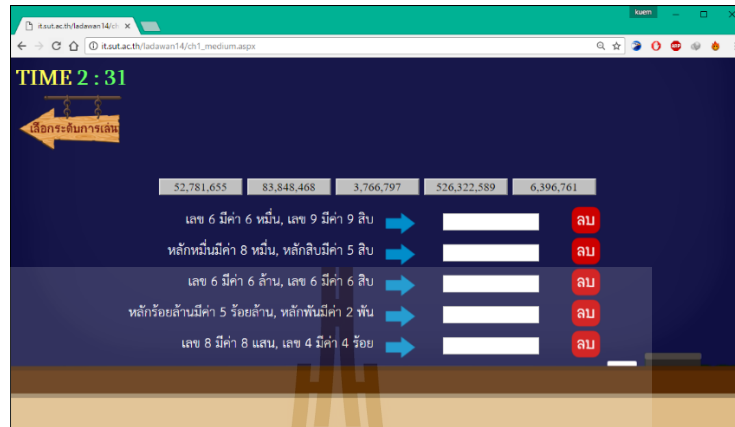 kuem
it.sut.ac.th/ladawan14/ch
it.sut.ac.th/ladawan14/ch1_medium.aspx
TIME 2 : 31
เลือกระดับการเล่น
52,781,655 83,848,468 3,766,797 526,322,589 6,396,761
เลข 6 มีค่า 6 หมื่น, เลข 9 มีค่า 9 สิบ ลบ
หลักหมื่นมีค่า 8 หมื่น, หลักสิบมีค่า 5 สิบ ลบ
เลข 6 มีค่า 6 ล้าน, เลข 6 มีค่า 6 สิบ ลบ
หลักร้อยล้านมีค่า 5 ร้อยล้าน, หลักพันมีค่า 2 พัน ลบ
เลข 8 มีค่า 8 แสน, เลข 4 มีค่า 4 ร้อย ลบ